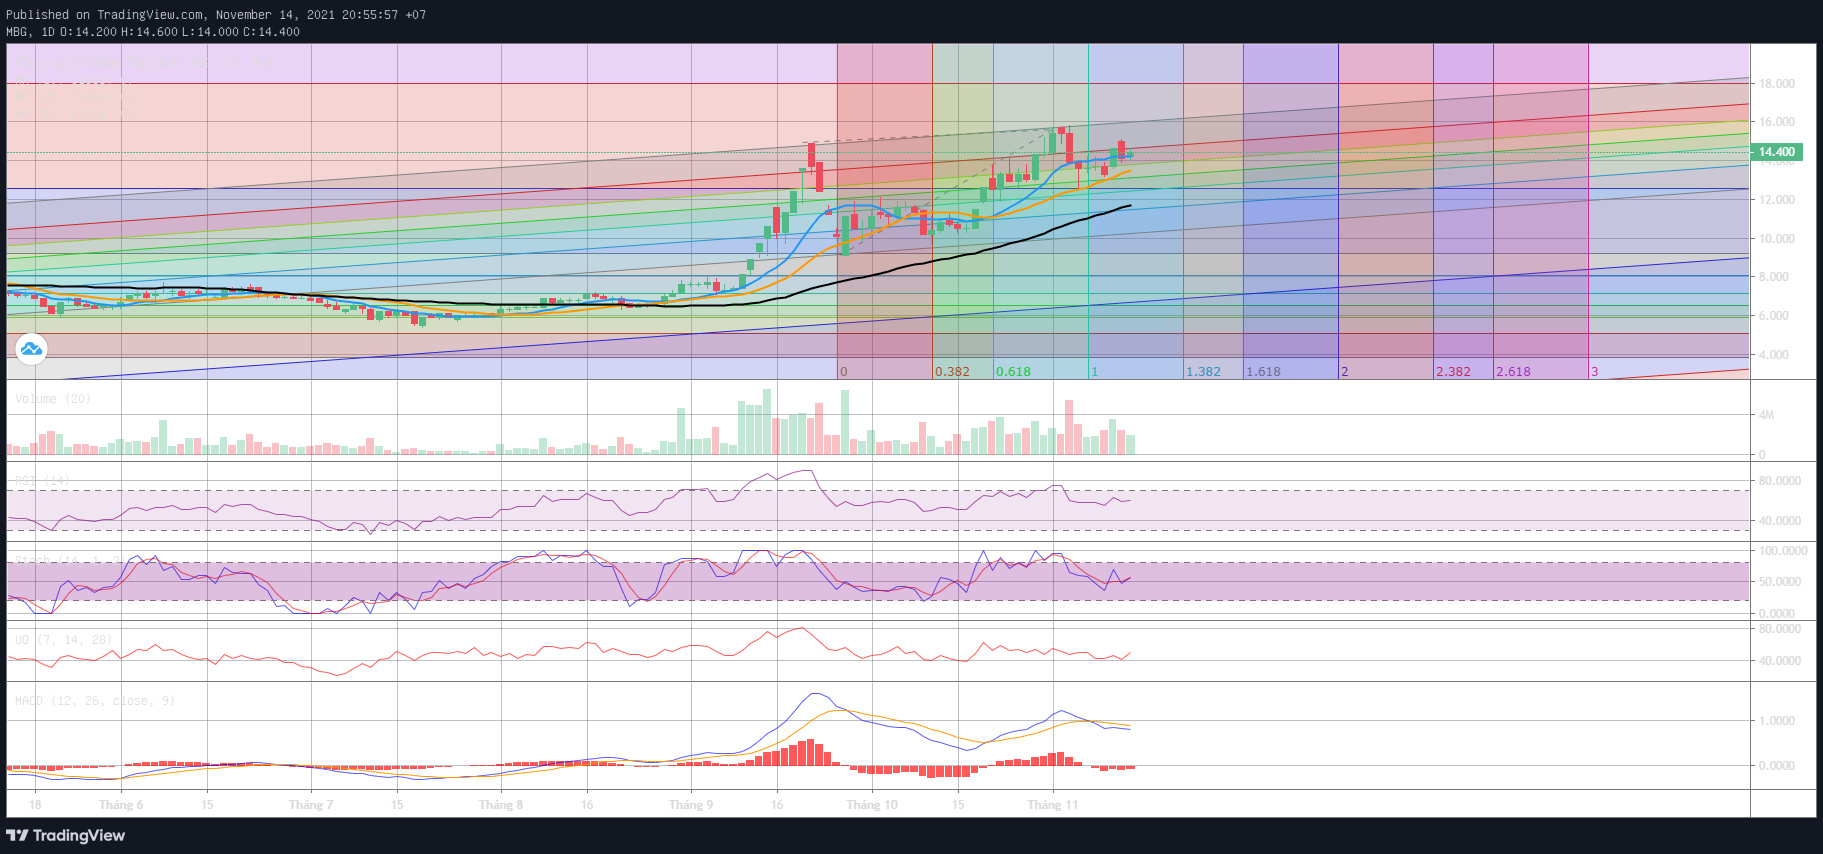 Published on TradingView.com, November 14, 2021 20:55:57 +07
MBG, 1D O:14.200 H:14.600 L:14.000 C:14.400
18.000
16.000
14.400
12.000
10.000
8.000
6.000
4.000
0
0.382
0.618
1
1.382
1.618
2
2.382
2.618
3
Volume (20)
4M
0
RSI (14)
80.0000
40.0000
Stoch (14, 1, 3)
100.0000
50.0000
0.0000
UO (7, 14, 28)
80.0000
40.0000
MACD (12, 26, close, 9)
1.0000
0.0000
18
Tháng 6
15
Tháng 7
15
Tháng 8
16
Tháng 9
16
Tháng 10
15
Tháng 11
TradingView